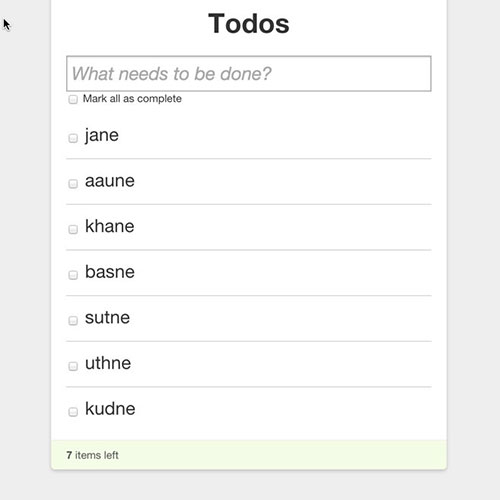 Todos
What needs to be done?
Mark all as complete
jane
aaune
khane
basne
sutne
uthne
kudne
7 items left